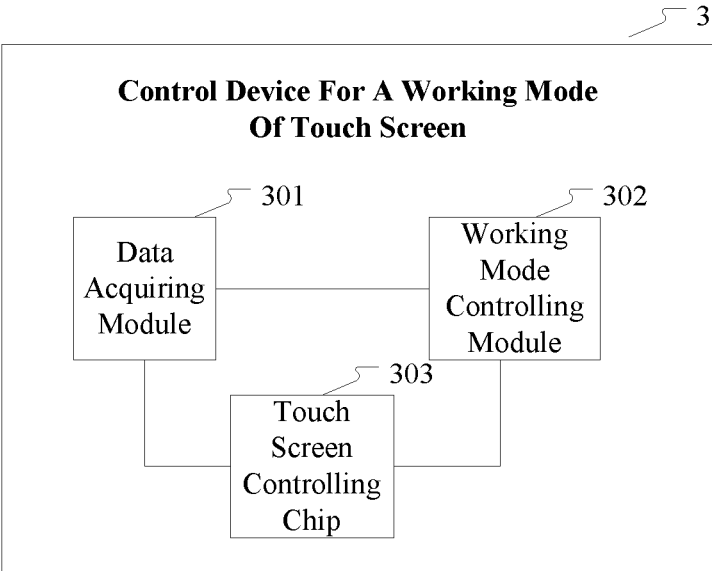 3
Control Device For A Working Mode
Of Touch Screen
301
Data
Acquiring
Module
302
Working
Mode
Controlling
Module
303
Touch
Screen
Controlling
Chip